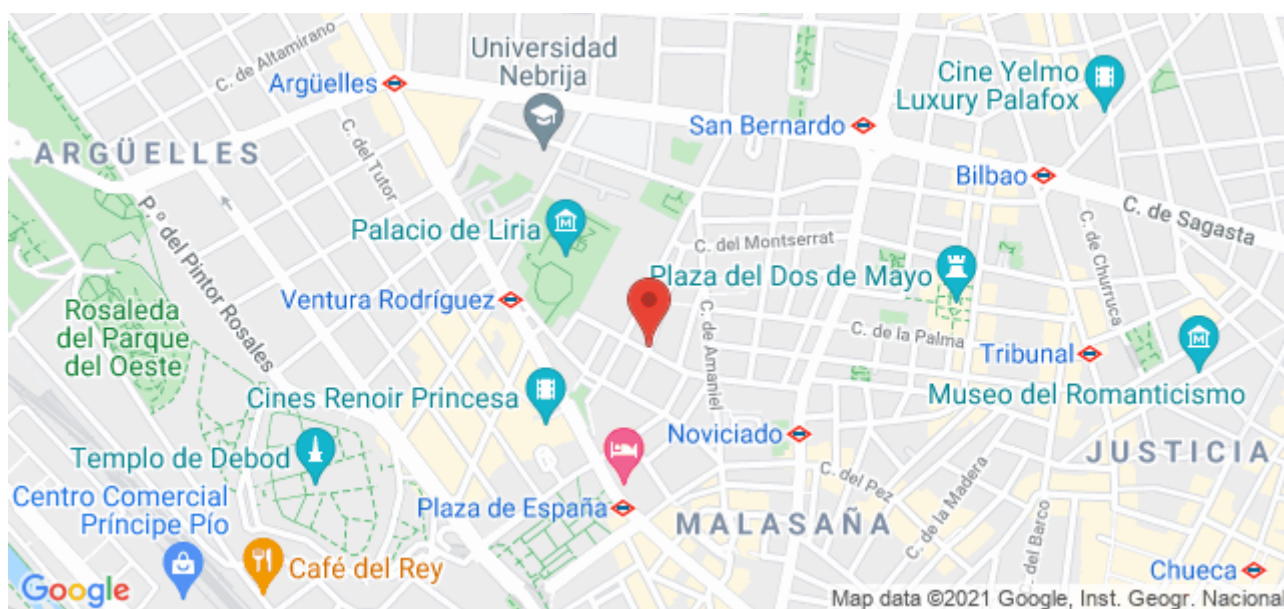 C. de Altamirano
Universidad
Nebrija
Argüelles
Cine Yelmo
Luxury Palafox
San Bernardo
ARGÜELLES
C. del Tutor
Bilbao
C. de Sagasta
P.º del Pintor Rosales
Palacio de Liria
C. del Montserrat
Plaza del Dos de Mayo
C. de Churruca
Ventura Rodríguez
Rosaleda
del Parque
del Oeste
C. de Amaniel
C. de la Palma
Tribunal
Museo del Romanticismo
Cines Renoir Princesa
Noviciado
JUSTICIA
Templo de Debod
C. del Pez
C. de la Madera
Centro Comercial
Príncipe Pío
Plaza de España
MALASAÑA
C. del Barco
Café del Rey
Chueca
Google
Map data ©2021 Google, Inst. Geogr. Nacional